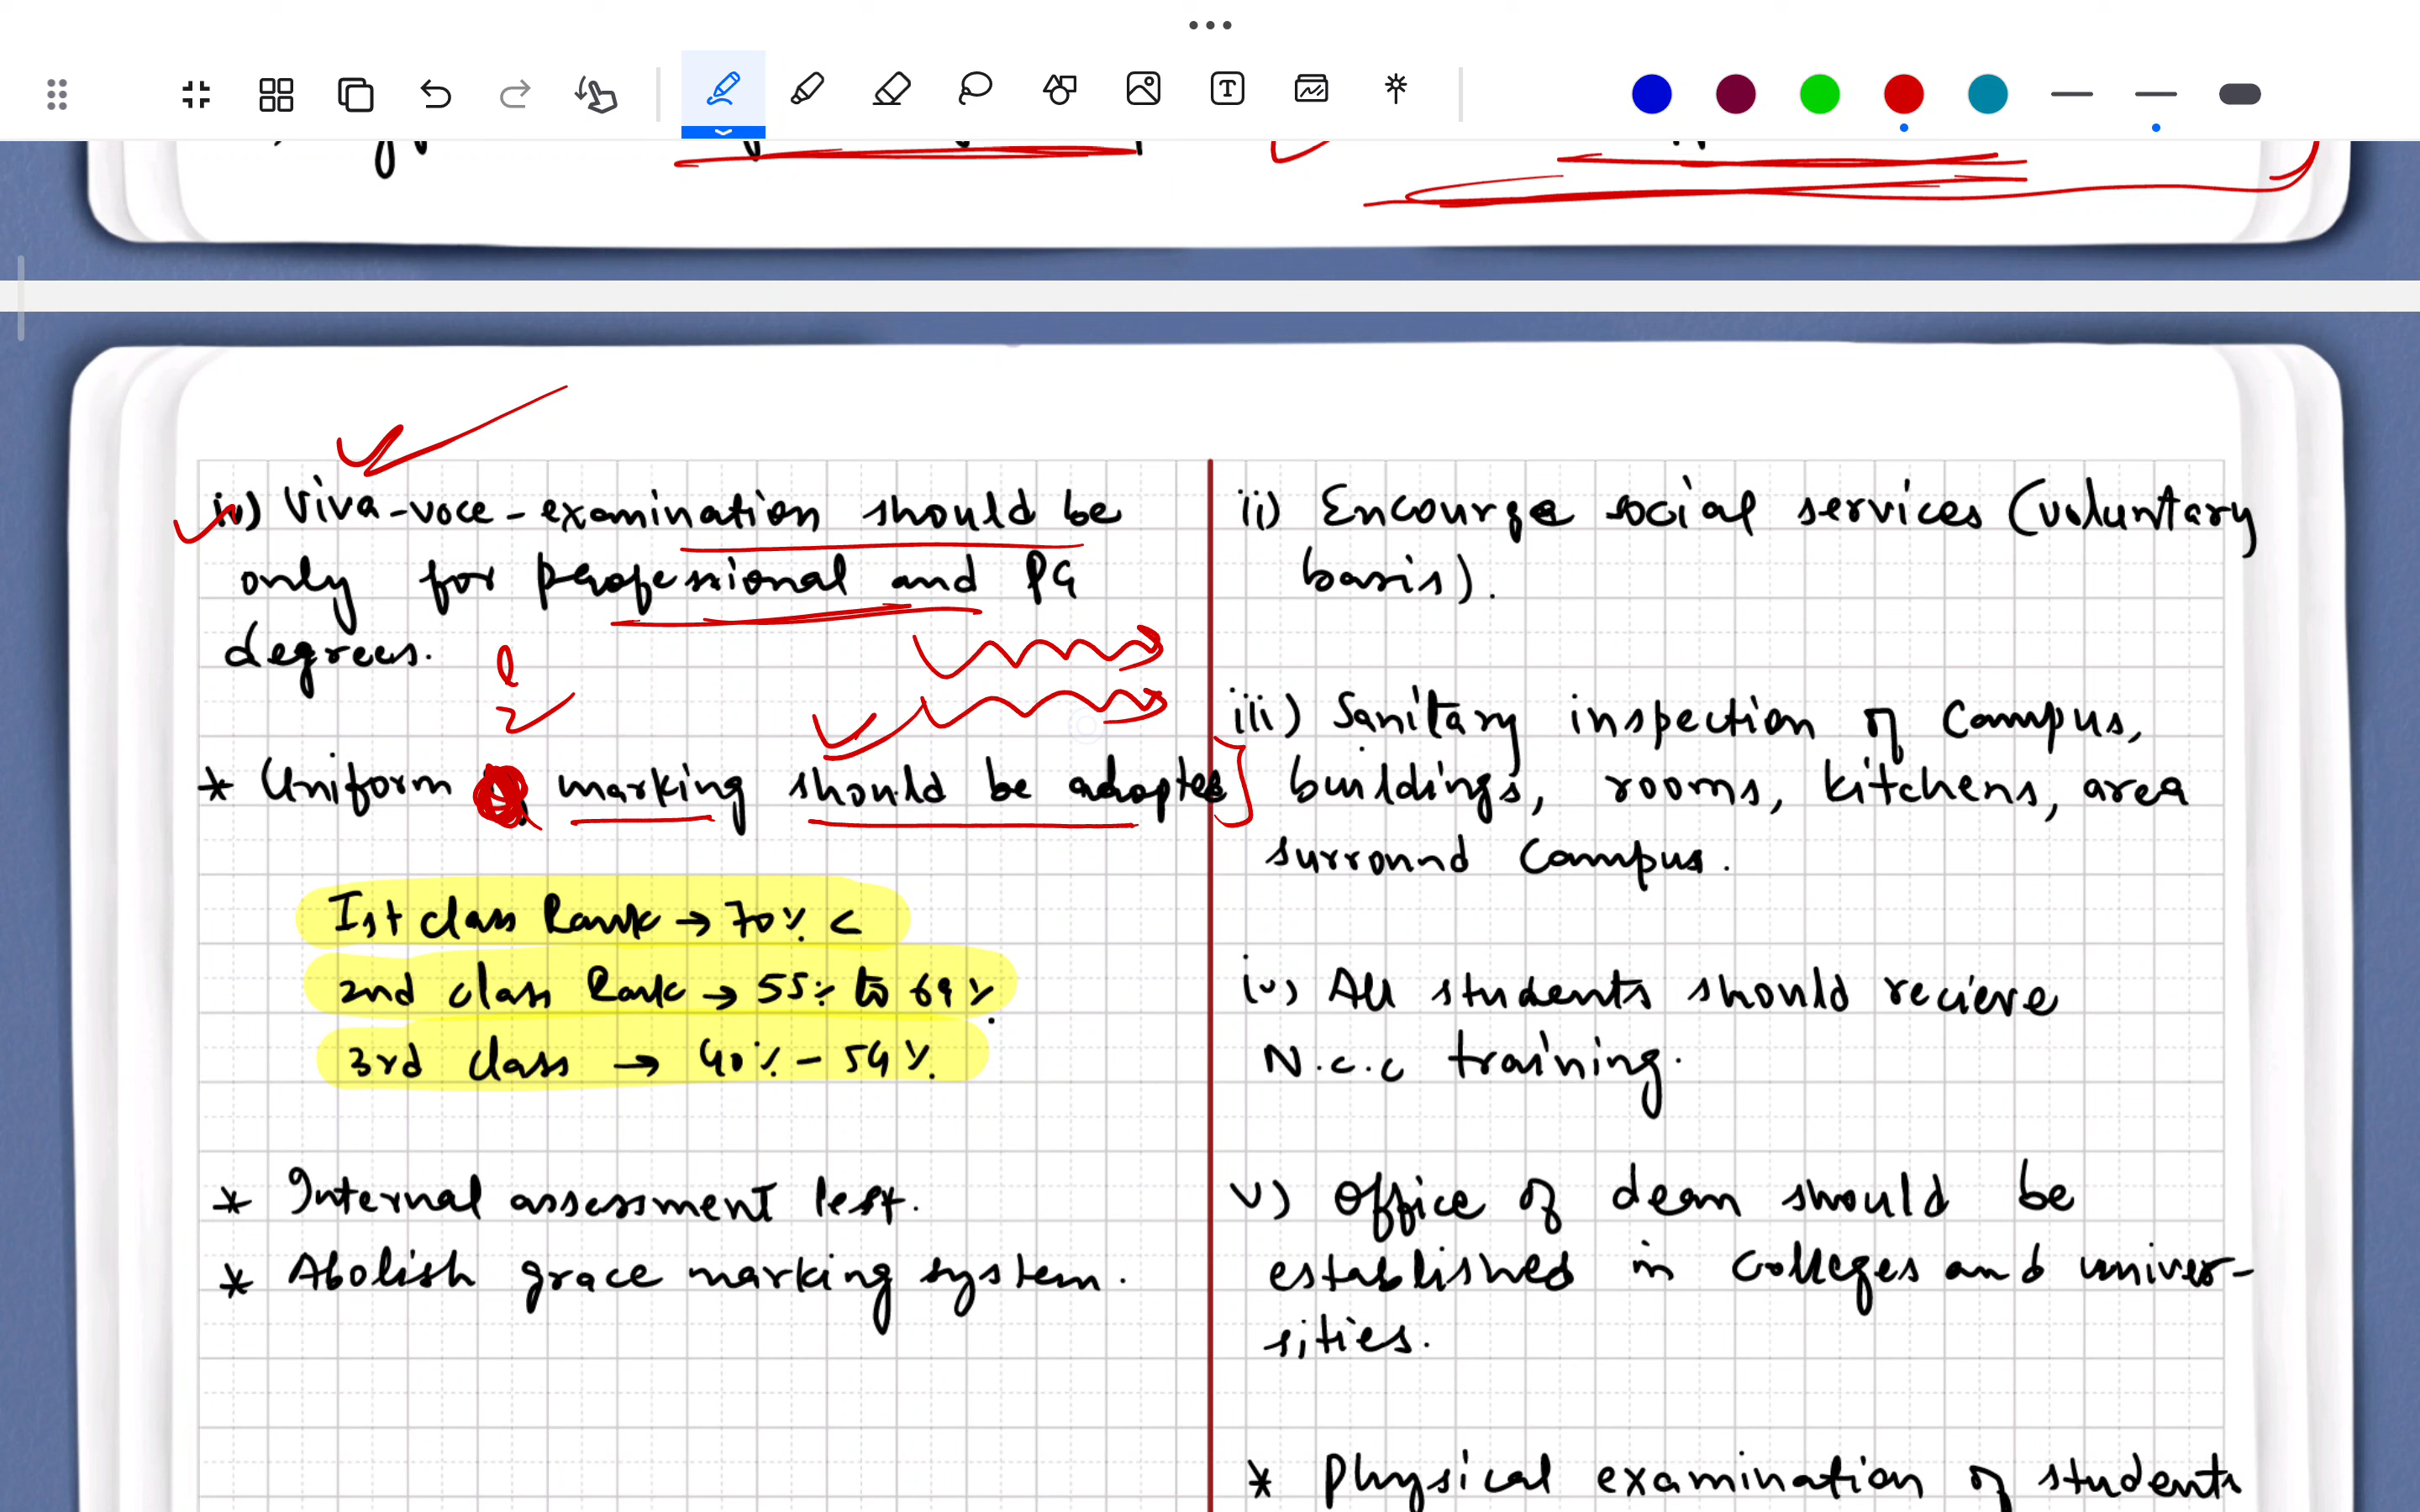 iv) Viva-voce-examination should be
only for professional and PG
degrees.
* Uniform marking should be adopted
Ist class Rank → 70% <
2nd class Rank → 55% to 69%
3rd class → 40% - 54%.
* Internal assessment test.
* Abolish grace marking system.
ii) Encourge social services (voluntary
basis).
iii) Sanitary inspection of Campus,
buildings, rooms, kitchens, area
surround Campus.
iv) All students should recieve
N.C.C training.
v) Office of dean should be
established in colleges and univer-
sities.
* Physical examination of students